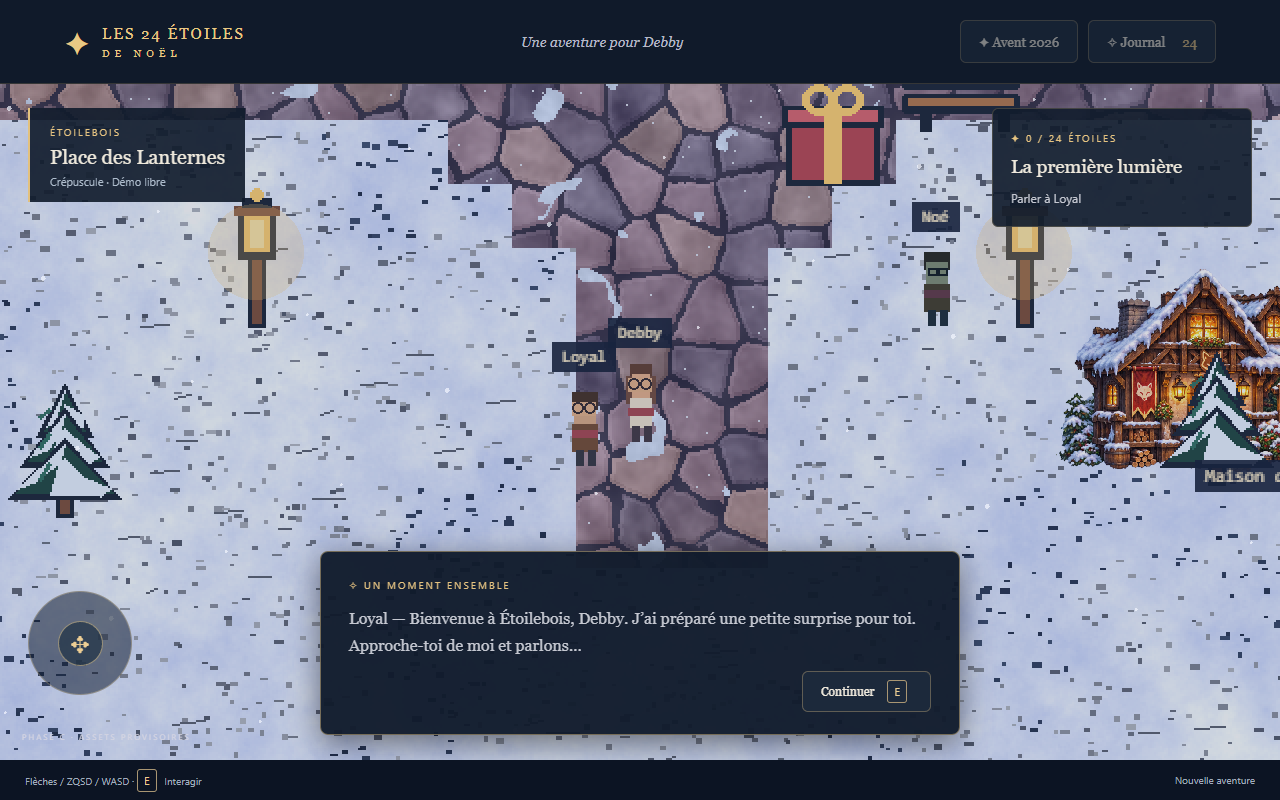 LES 24 ÉTOILES
DE NOËL
Une aventure pour Debby
✦ Avent 2026
✧ Journal 24
ÉTOILEBOIS
Place des Lanternes
Crépuscule · Démo libre
✦ 0 / 24 ÉTOILES
La première lumière
Parler à Loyal
Noé
Debby
Loyal
Maison
✧ UN MOMENT ENSEMBLE
Loyal — Bienvenue à Étoilebois, Debby. J’ai préparé une petite surprise pour toi.
Approche-toi de moi et parlons…
Continuer E
ASSETS PROVISOIRES
Flèches / ZQSD / WASD · E Interagir
Nouvelle aventure